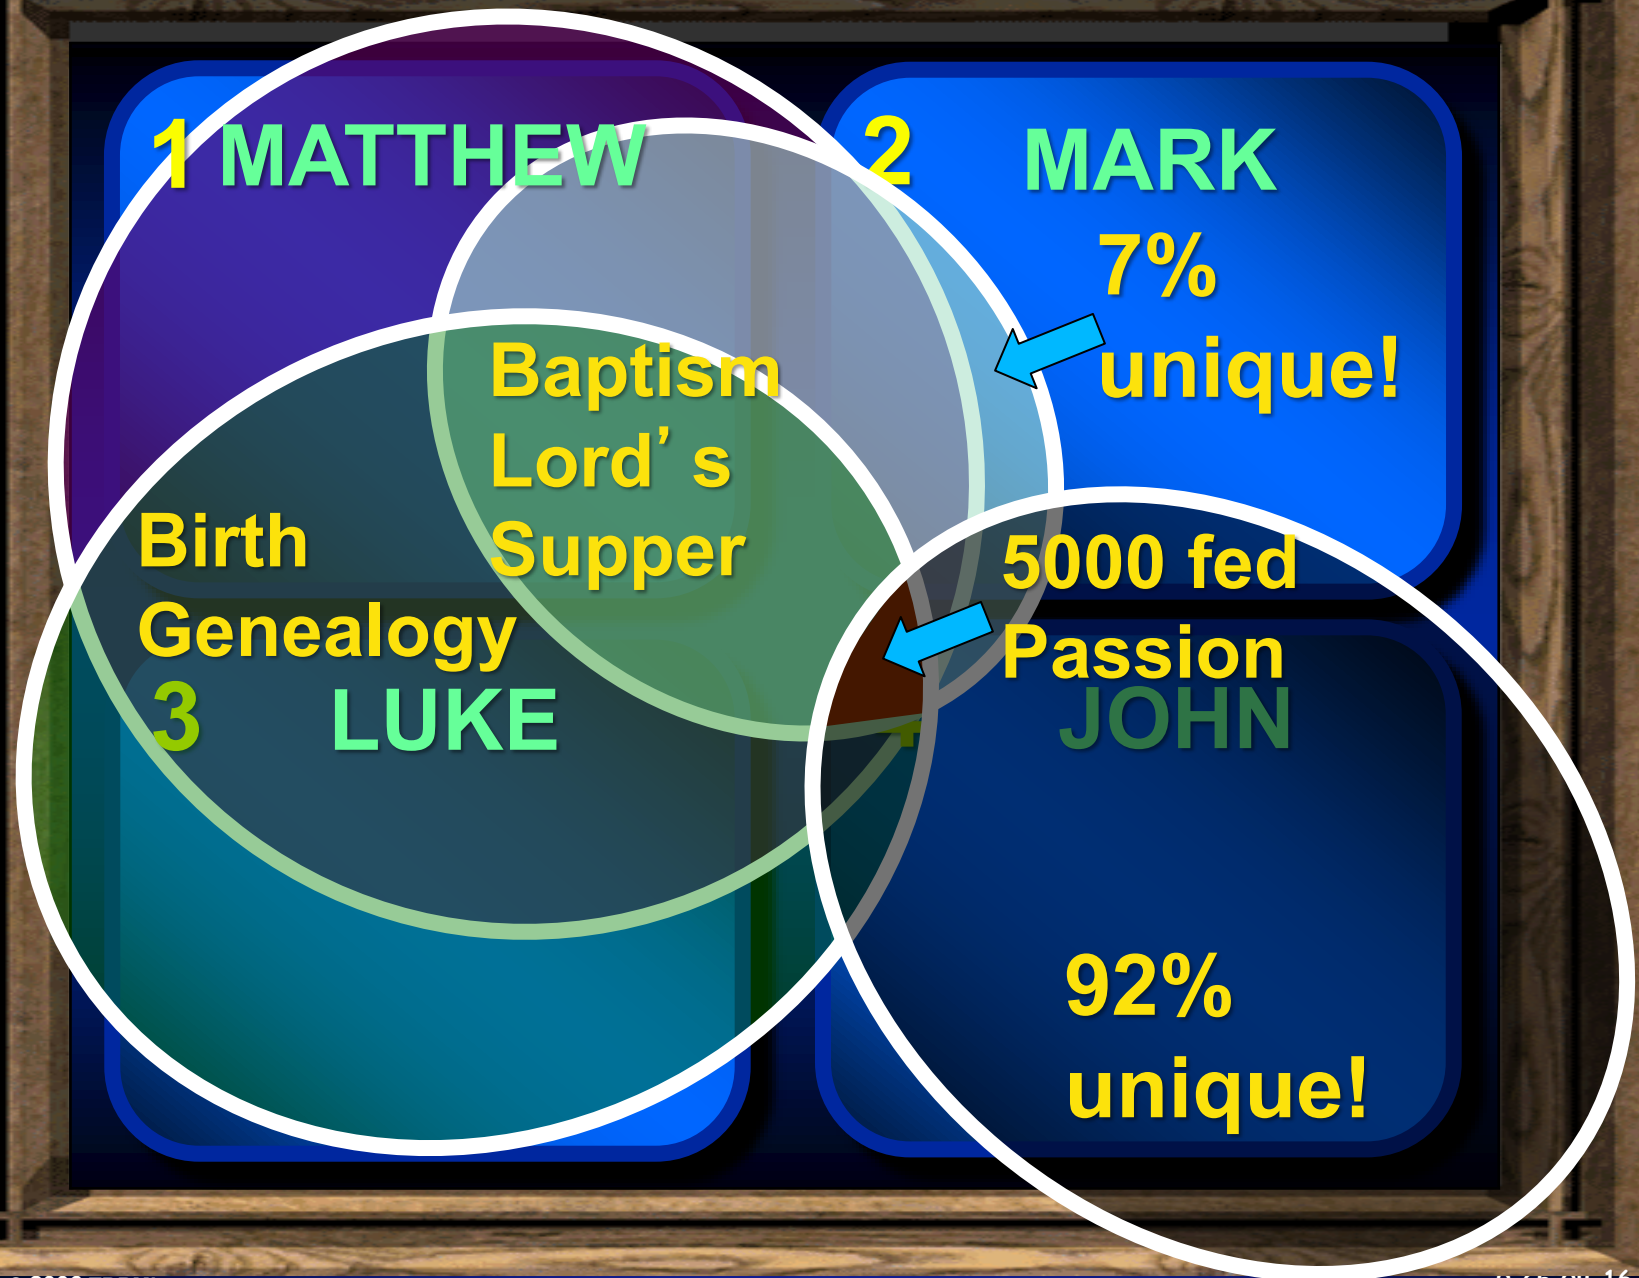 1 MATTHEW
2 MARK
7%
unique!
Baptism
Lord’s
Supper
Birth
Genealogy
5000 fed
Passion
3 LUKE
4 JOHN
92%
unique!